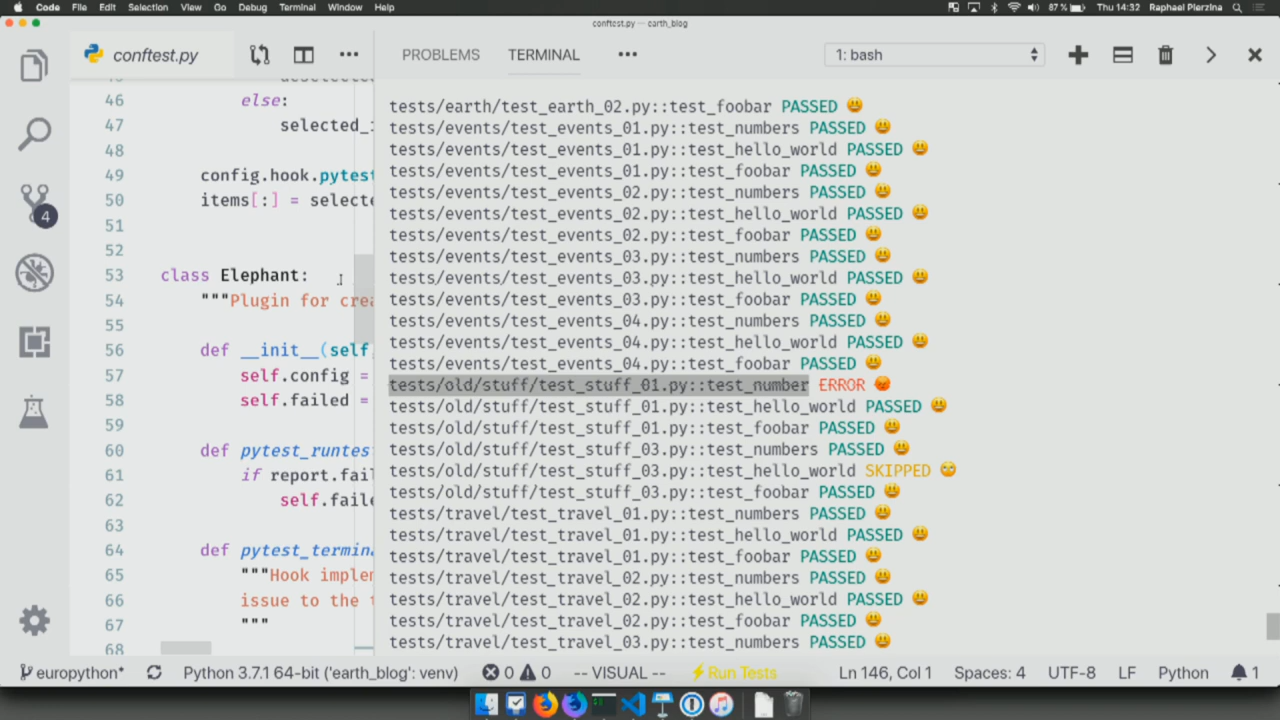 Code File Edit Selection View Go Debug Terminal Window Help 87% Thu 14:32 Raphael Pierzina
conftest.py — earth_blog
conftest.py
PROBLEMS TERMINAL 1: bash
46 else:
47 selected_i
48
49 config.hook.pytest
50 items[:] = selecte
51
52
53 class Elephant:
54 """Plugin for crea
55
56 def __init__(self,
57 self.config =
58 self.failed =
59
60 def pytest_runtes
61 if report.fai
62 self.faile
63
64 def pytest_termina
65 """Hook implem
66 issue to the t
67 """
68
4
tests/earth/test_earth_02.py::test_foobar PASSED 😃
tests/events/test_events_01.py::test_numbers PASSED 😃
tests/events/test_events_01.py::test_hello_world PASSED 😃
tests/events/test_events_01.py::test_foobar PASSED 😃
tests/events/test_events_02.py::test_numbers PASSED 😃
tests/events/test_events_02.py::test_hello_world PASSED 😃
tests/events/test_events_02.py::test_foobar PASSED 😃
tests/events/test_events_03.py::test_numbers PASSED 😃
tests/events/test_events_03.py::test_hello_world PASSED 😃
tests/events/test_events_03.py::test_foobar PASSED 😃
tests/events/test_events_04.py::test_numbers PASSED 😃
tests/events/test_events_04.py::test_hello_world PASSED 😃
tests/events/test_events_04.py::test_foobar PASSED 😃
tests/old/stuff/test_stuff_01.py::test_number ERROR 😡
tests/old/stuff/test_stuff_01.py::test_hello_world PASSED 😃
tests/old/stuff/test_stuff_01.py::test_foobar PASSED 😃
tests/old/stuff/test_stuff_03.py::test_numbers PASSED 😃
tests/old/stuff/test_stuff_03.py::test_hello_world SKIPPED 🙄
tests/old/stuff/test_stuff_03.py::test_foobar PASSED 😃
tests/travel/test_travel_01.py::test_numbers PASSED 😃
tests/travel/test_travel_01.py::test_hello_world PASSED 😃
tests/travel/test_travel_01.py::test_foobar PASSED 😃
tests/travel/test_travel_02.py::test_numbers PASSED 😃
tests/travel/test_travel_02.py::test_hello_world PASSED 😃
tests/travel/test_travel_02.py::test_foobar PASSED 😃
tests/travel/test_travel_03.py::test_numbers PASSED 😃
europython* Python 3.7.1 64-bit ('earth_blog': venv) 0 0 -- VISUAL -- ⚡Run Tests Ln 146, Col 1 Spaces: 4 UTF-8 LF Python 1